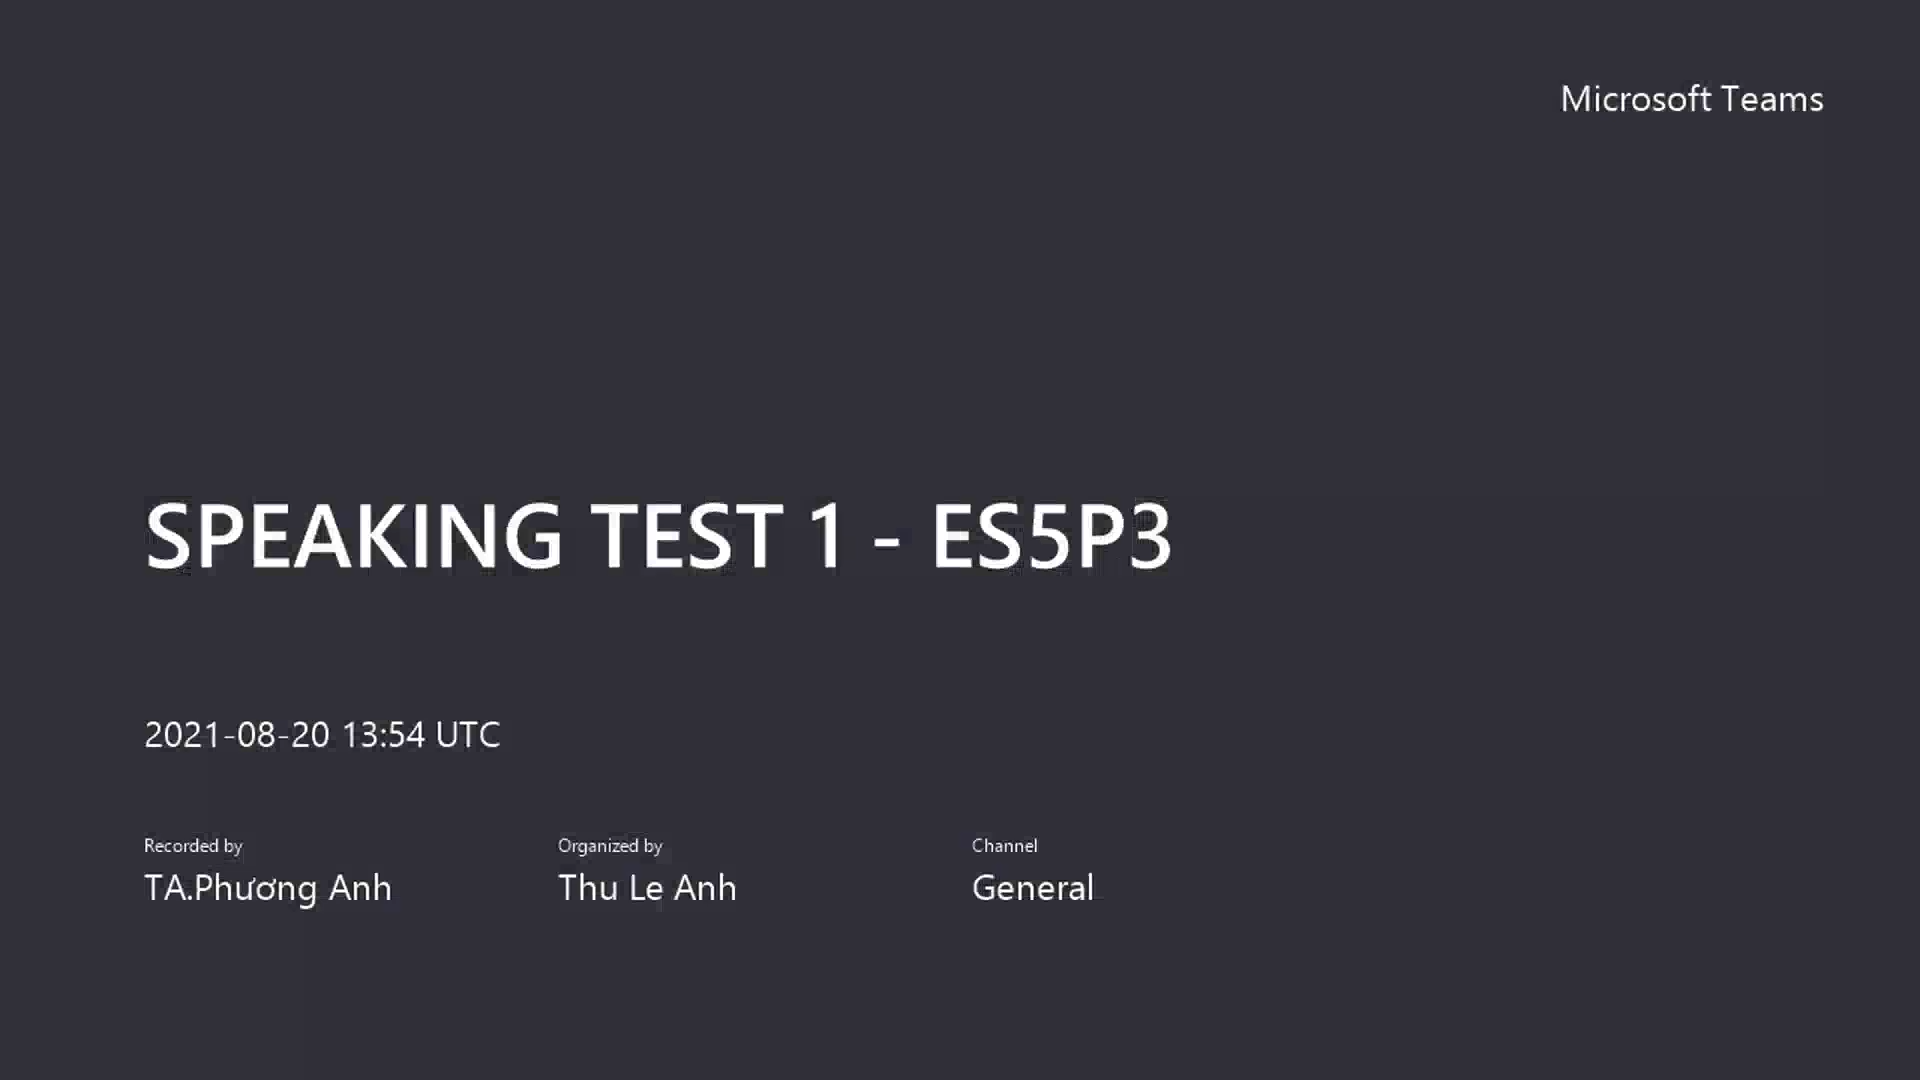 Microsoft Teams
SPEAKING TEST 1 - ES5P3
2021-08-20 13:54 UTC
Recorded by
TA.Phương Anh
Organized by
Thu Le Anh
Channel
General